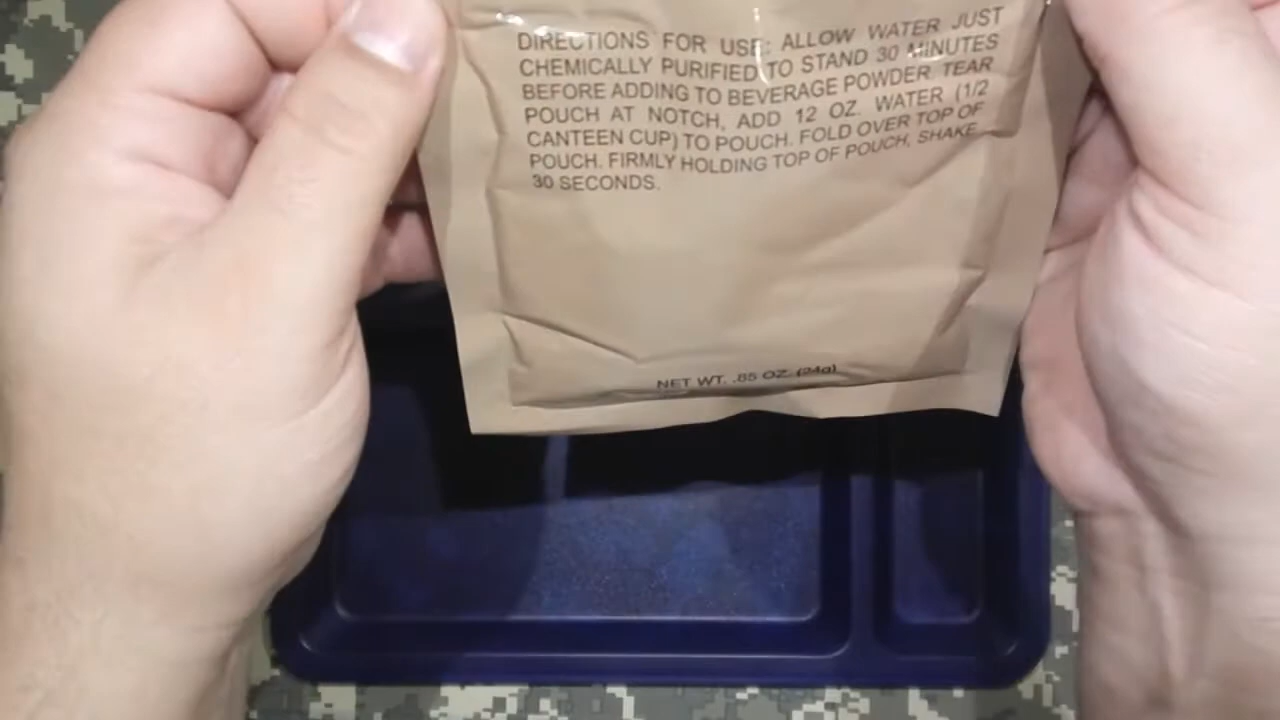 DIRECTIONS FOR USE: ALLOW WATER JUST
CHEMICALLY PURIFIED TO STAND 30 MINUTES
BEFORE ADDING TO BEVERAGE POWDER. TEAR
POUCH AT NOTCH, ADD 12 OZ. WATER (1/2
CANTEEN CUP) TO POUCH. FOLD OVER TOP OF
POUCH. FIRMLY HOLDING TOP OF POUCH, SHAKE
30 SECONDS.
NET WT. .85 OZ. (24g)